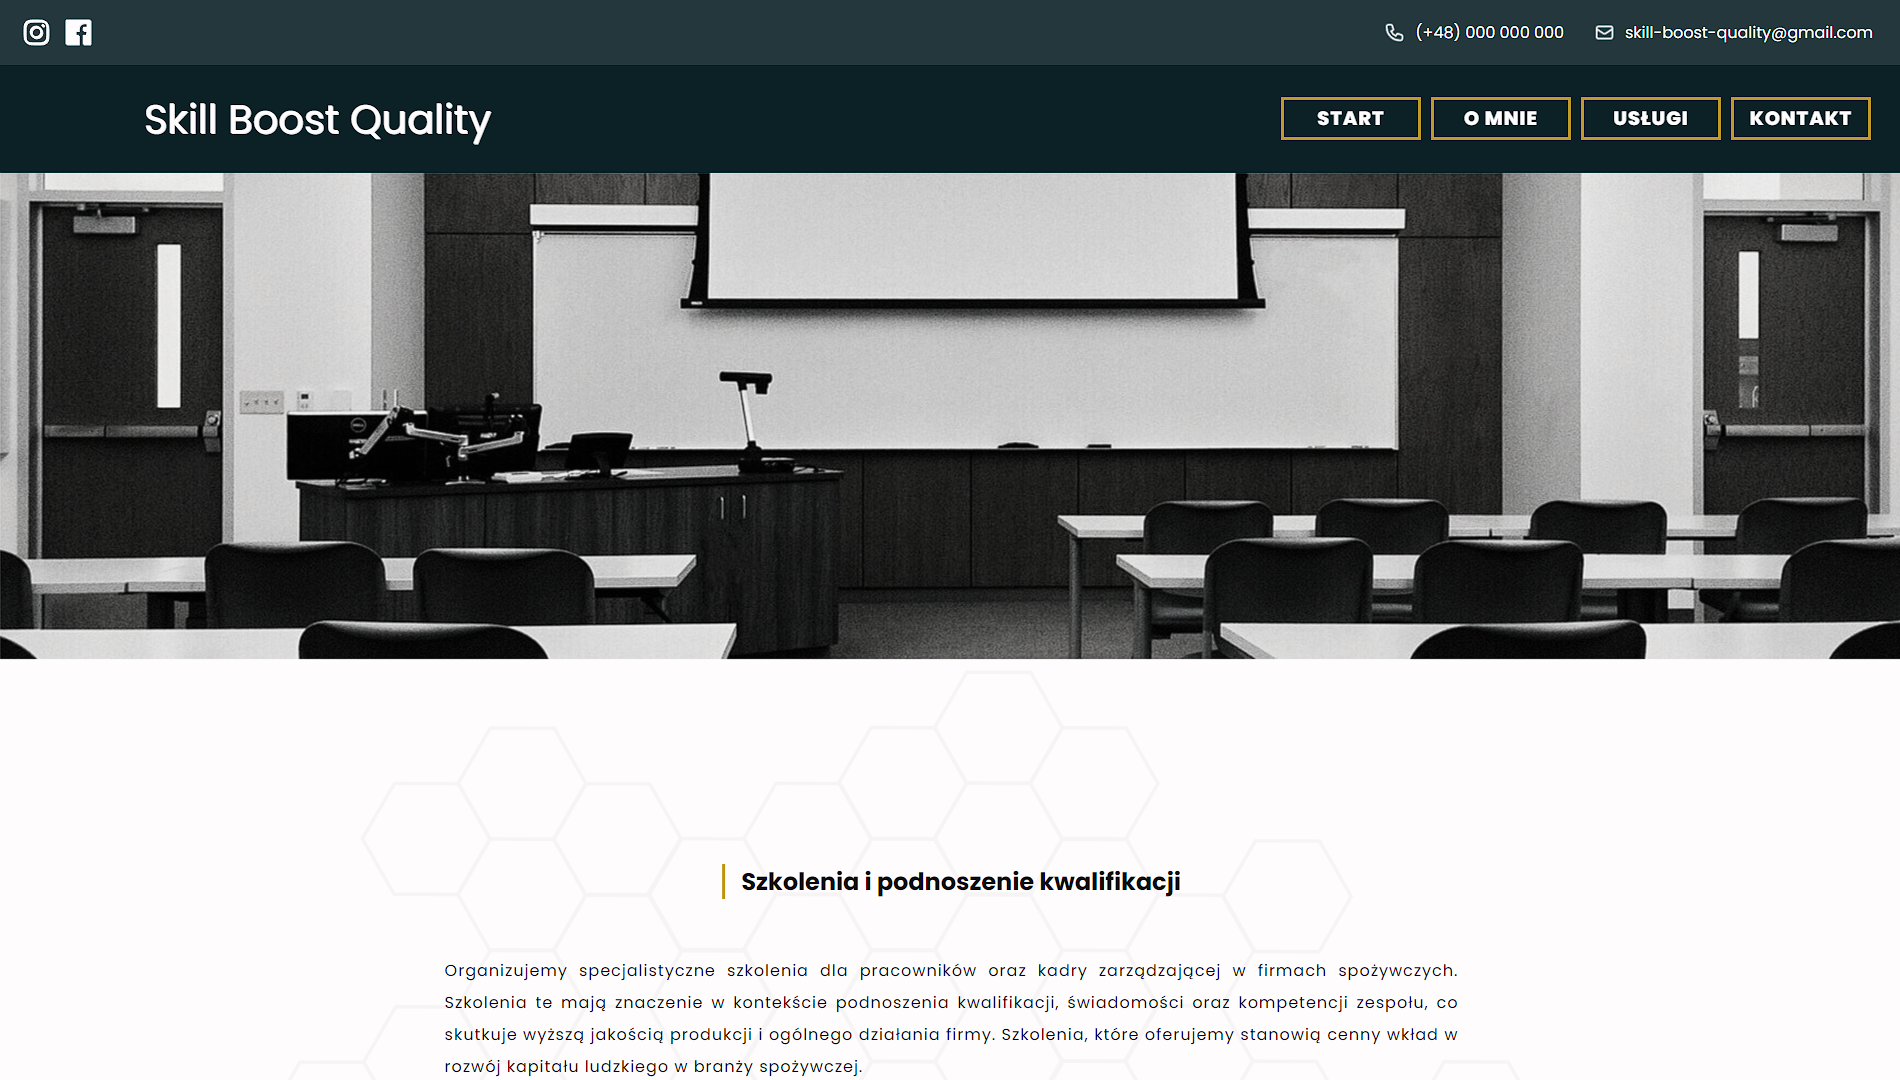 (+48) 000 000 000 skill-boost-quality@gmail.com
Skill Boost Quality
START O MNIE USŁUGI KONTAKT
Szkolenia i podnoszenie kwalifikacji
Organizujemy specjalistyczne szkolenia dla pracowników oraz kadry zarządzającej w firmach spożywczych.
Szkolenia te mają znaczenie w kontekście podnoszenia kwalifikacji, świadomości oraz kompetencji zespołu, co
skutkuje wyższą jakością produkcji i ogólnego działania firmy. Szkolenia, które oferujemy stanowią cenny wkład w
rozwój kapitału ludzkiego w branży spożywczej.